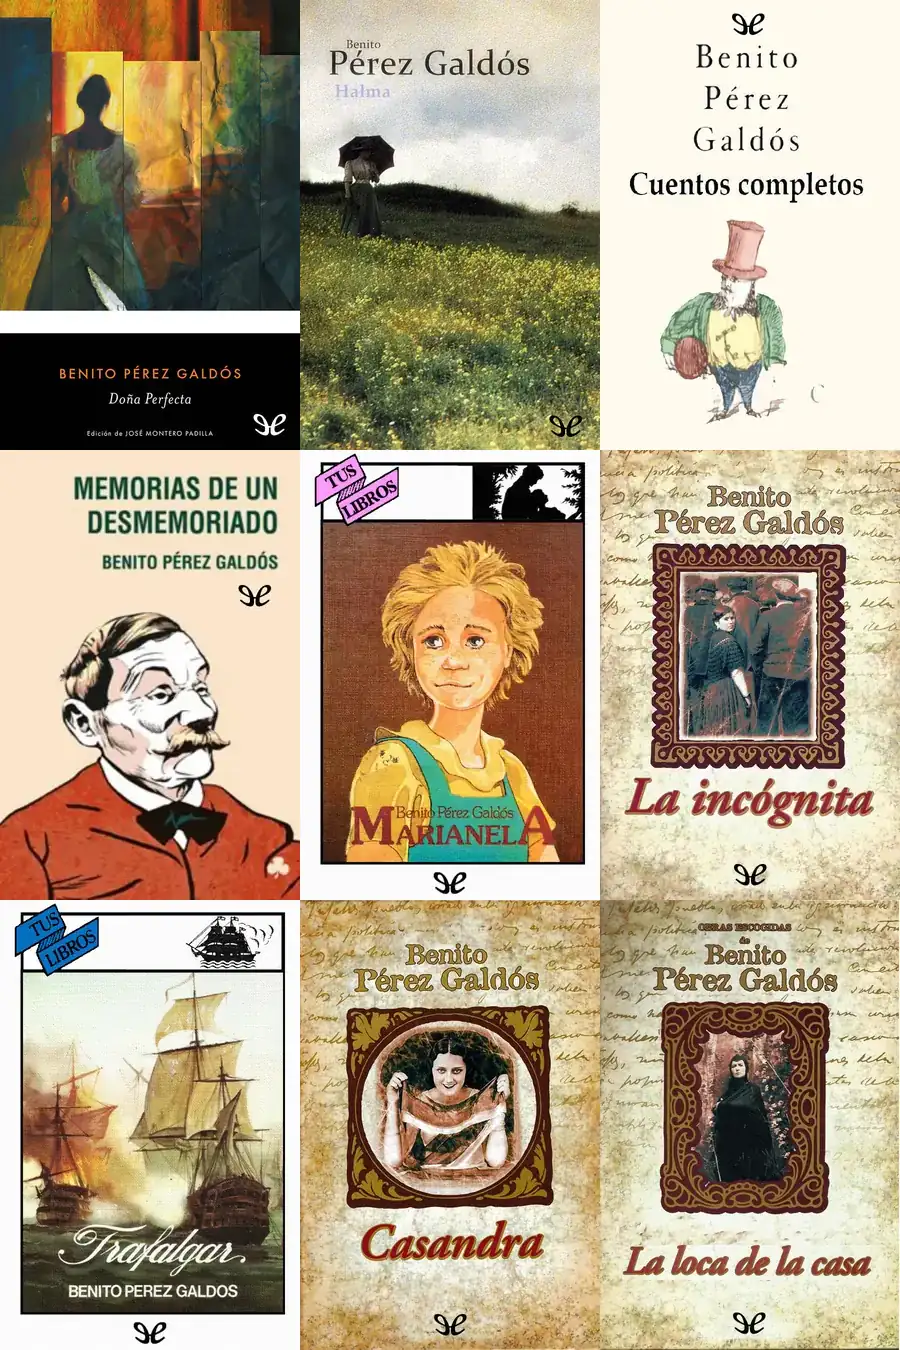 BENITO PÉREZ GALDÓS
Doña Perfecta
Edición de JOSÉ MONTERO PADILLA
Benito
Pérez Galdós
Halma
Benito
Pérez
Galdós
Cuentos completos
MEMORIAS DE UN
DESMEMORIADO
BENITO PÉREZ GALDÓS
TUS
LIBROS
Benito Pérez Galdós
MARIANELA
Benito
Pérez Galdós
La incógnita
TUS
LIBROS
Trafalgar
BENITO PEREZ GALDOS
Benito
Pérez Galdós
Casandra
OBRAS ESCOGIDAS
de
Benito
Pérez Galdós
La loca de la casa